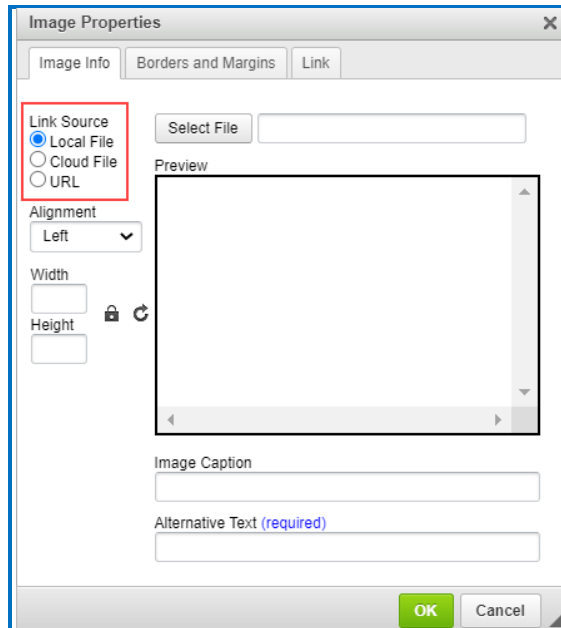 Image Properties
Image Info Borders and Margins Link
Link Source
Local File
Cloud File
URL
Select File
Preview
Alignment
Left
Width
Height
Image Caption
Alternative Text (required)
OK Cancel